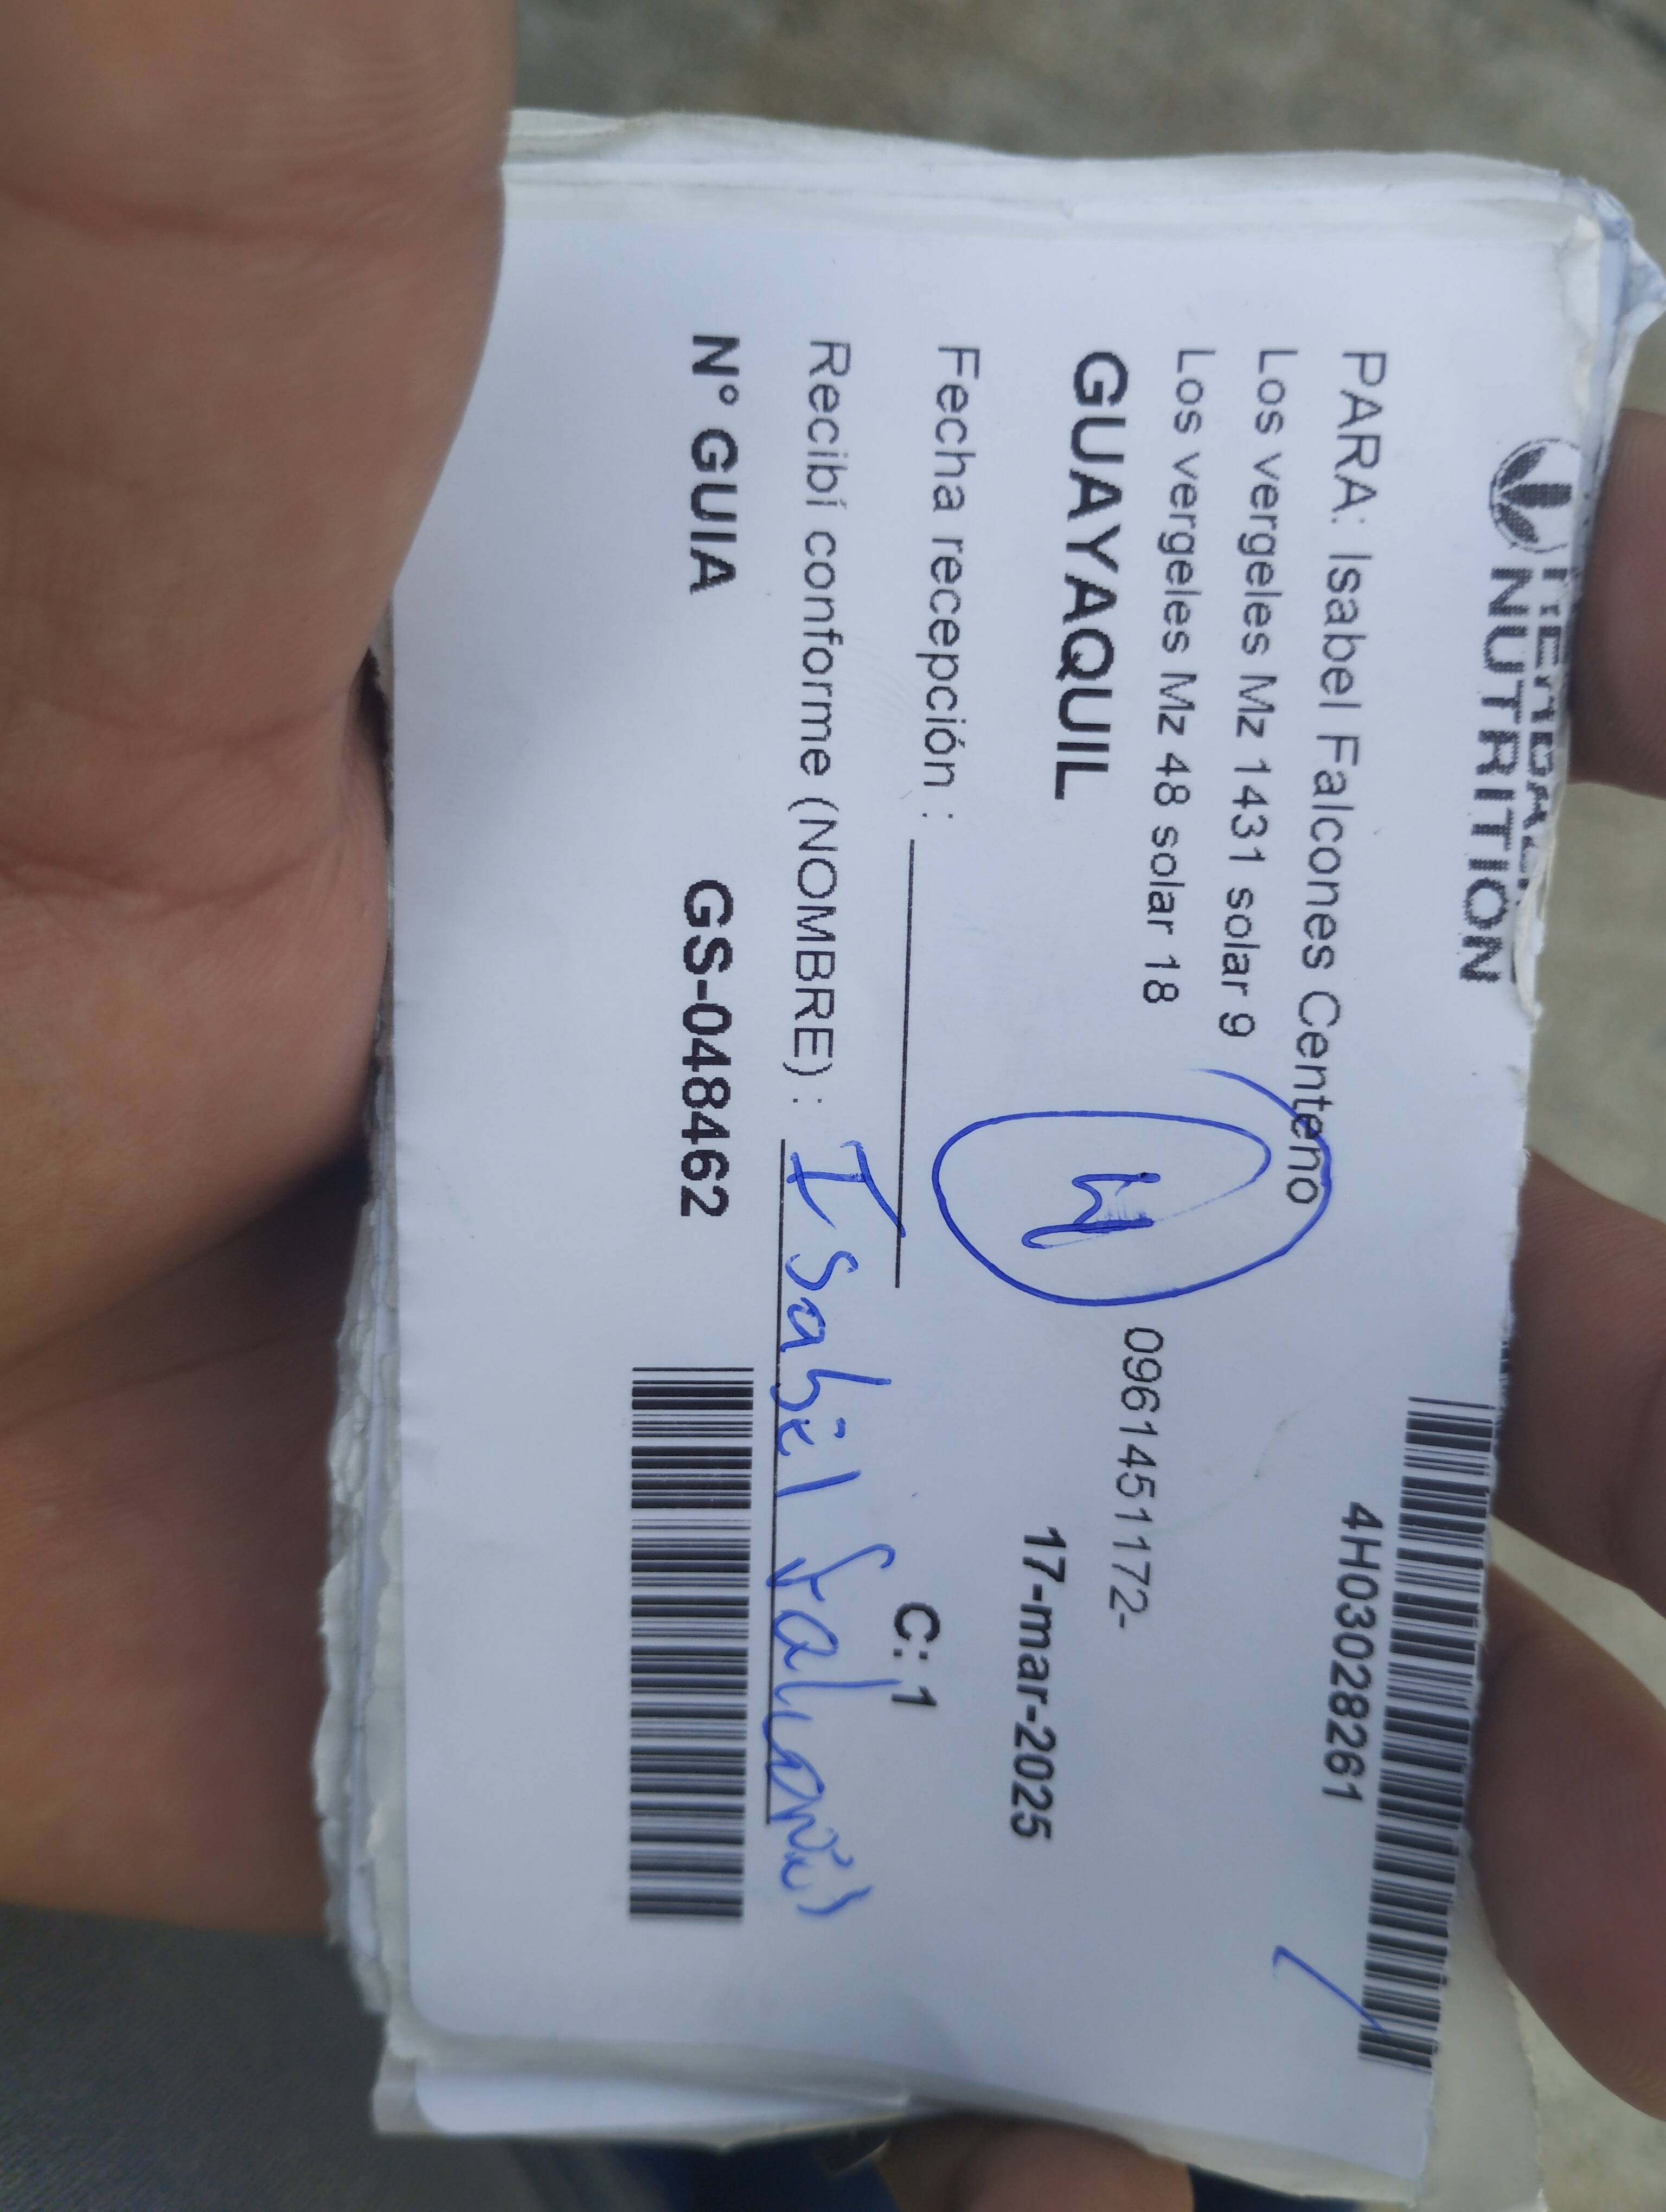 NUTRITION
4H03028261
PARA: Isabel Falcones Centeno
Los vergeles Mz 1431 solar 9
Los vergeles Mz 48 solar 18
0961451172-
GUAYAQUIL
17-mar-2025
Fecha recepción :
C: 1
Recibí conforme (NOMBRE) : Isabel falcones
N° GUIA GS-048462